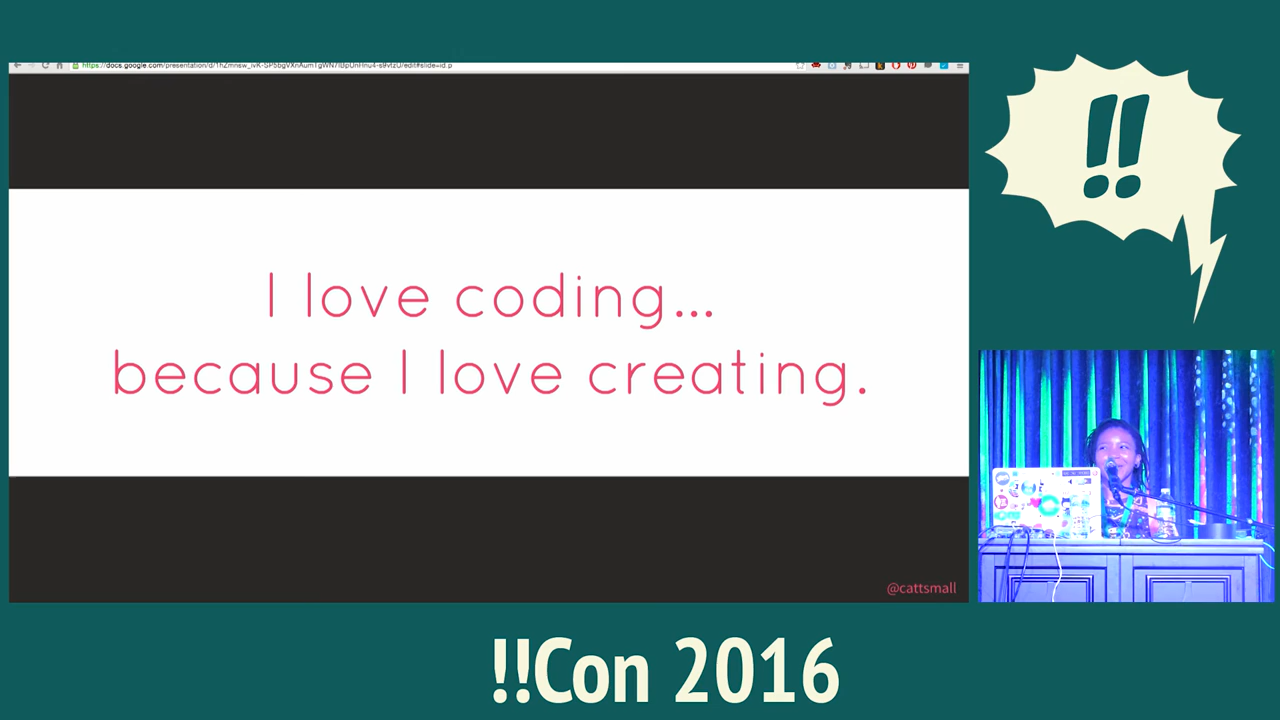 !!
I love coding...
because I love creating.
@cattsmall
!!Con 2016